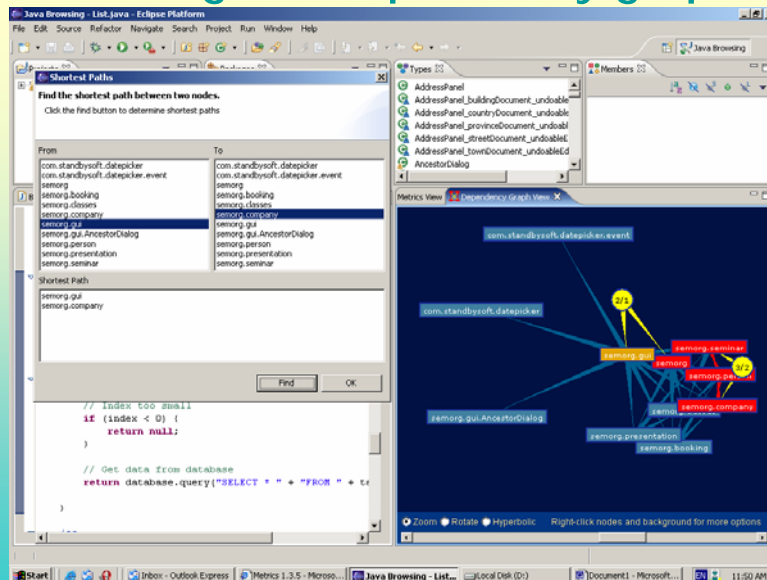 Java Browsing - List.java - Eclipse Platform
File Edit Source Refactor Navigate Search Project Run Window Help
Java Browsing
Shortest Paths
Find the shortest path between two nodes.
Click the find button to determine shortest paths
From To
com.standbysoft.datepicker
com.standbysoft.datepicker.event
semorg
semorg.booking
semorg.classes
semorg.company
semorg.gui
semorg.gui.AncestorDialog
semorg.person
semorg.presentation
semorg.seminar
com.standbysoft.datepicker
com.standbysoft.datepicker.event
semorg
semorg.booking
semorg.classes
semorg.company
semorg.gui
semorg.gui.AncestorDialog
semorg.person
semorg.presentation
semorg.seminar
Shortest Path
semorg.gui
semorg.company
Find OK
Types
AddressPanel
AddressPanel_buildingDocument_undoable
AddressPanel_countryDocument_undoable
AddressPanel_provinceDocument_undoabl
AddressPanel_streetDocument_undoableE
AddressPanel_townDocument_undoableEd
AncestorDialog
Members
Metrics View Dependency Graph View
com.standbysoft.datepicker.event
2/1
com.standbysoft.datepicker
semorg.gui
semorg.seminar
semorg
3/2
semorg.company
semorg.gui.AncestorDialog
semorg.presentation
semorg.booking
Zoom Rotate Hyperbolic Right-click nodes and background for more options
// Index too small
if (index < 0) {
return null;
}
// Get data from database
return database.query("SELECT * " + "FROM " + ta
}
Start Inbox - Outlook Express Metrics 1.3.5 - Microso... Java Browsing - List... Local Disk (D:) Document1 - Microsoft... EN 11:50 AM